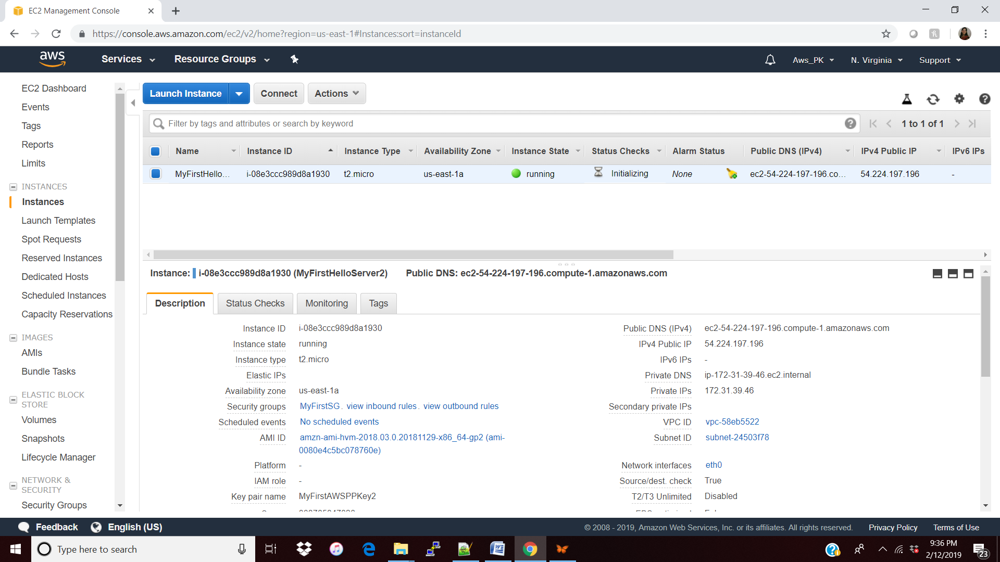 EC2 Management Console
https://console.aws.amazon.com/ec2/v2/home?region=us-east-1#Instances:sort=instanceId
aws Services Resource Groups Aws_PK N. Virginia Support
EC2 Dashboard
Events
Tags
Reports
Limits
INSTANCES
Instances
Launch Templates
Spot Requests
Reserved Instances
Dedicated Hosts
Scheduled Instances
Capacity Reservations
IMAGES
AMIs
Bundle Tasks
ELASTIC BLOCK
STORE
Volumes
Snapshots
Lifecycle Manager
NETWORK &
SECURITY
Security Groups
Launch Instance Connect Actions
Filter by tags and attributes or search by keyword 1 to 1 of 1
Name Instance ID Instance Type Availability Zone Instance State Status Checks Alarm Status Public DNS (IPv4) IPv4 Public IP IPv6 IPs
MyFirstHello... i-08e3ccc989d8a1930 t2.micro us-east-1a running Initializing None ec2-54-224-197-196.co... 54.224.197.196 -
Instance: i-08e3ccc989d8a1930 (MyFirstHelloServer2) Public DNS: ec2-54-224-197-196.compute-1.amazonaws.com
Description Status Checks Monitoring Tags
Instance ID i-08e3ccc989d8a1930
Instance state running
Instance type t2.micro
Elastic IPs
Availability zone us-east-1a
Security groups MyFirstSG. view inbound rules. view outbound rules
Scheduled events No scheduled events
AMI ID amzn-ami-hvm-2018.03.0.20181129-x86_64-gp2 (ami-
0080e4c5bc078760e)
Platform -
IAM role -
Key pair name MyFirstAWSPPKey2
Public DNS (IPv4) ec2-54-224-197-196.compute-1.amazonaws.com
IPv4 Public IP 54.224.197.196
IPv6 IPs -
Private DNS ip-172-31-39-46.ec2.internal
Private IPs 172.31.39.46
Secondary private IPs
VPC ID vpc-58eb5522
Subnet ID subnet-24503f78
Network interfaces eth0
Source/dest. check True
T2/T3 Unlimited Disabled
Feedback English (US) © 2008 - 2019, Amazon Web Services, Inc. or its affiliates. All rights reserved. Privacy Policy Terms of Use
Type here to search
9:36 PM
2/12/2019
23